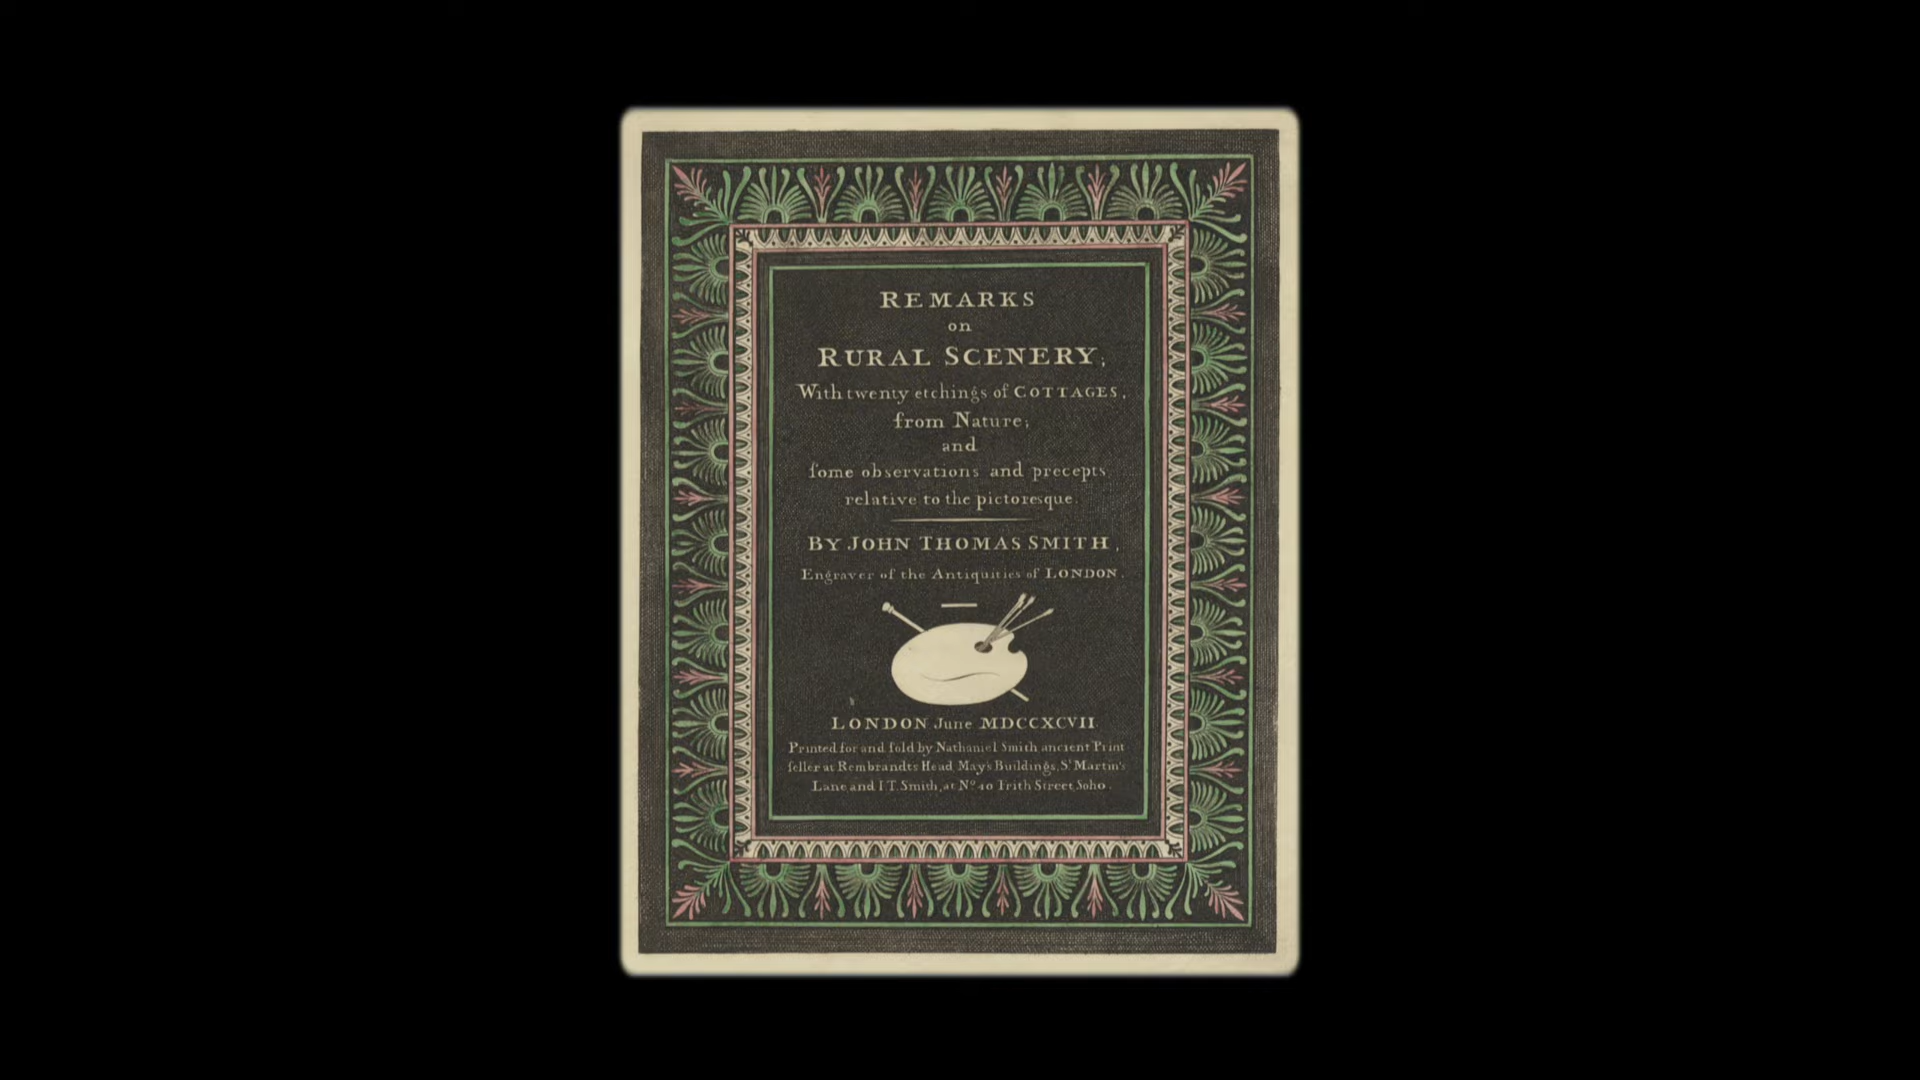 REMARKS
on
RURAL SCENERY;
With twenty etchings of COTTAGES,
from Nature;
and
ſome observations and precepts
relative to the pictoresque.
BY JOHN THOMAS SMITH,
Engraver of the Antiquities of LONDON.
LONDON June MDCCXCVII
Printed for and ſold by Nathaniel Smith ancient Print
ſeller at Rembrandts Head May's Buildings, St Martin's
Lane, and I.T. Smith, at No 40 Frith Street, Soho.